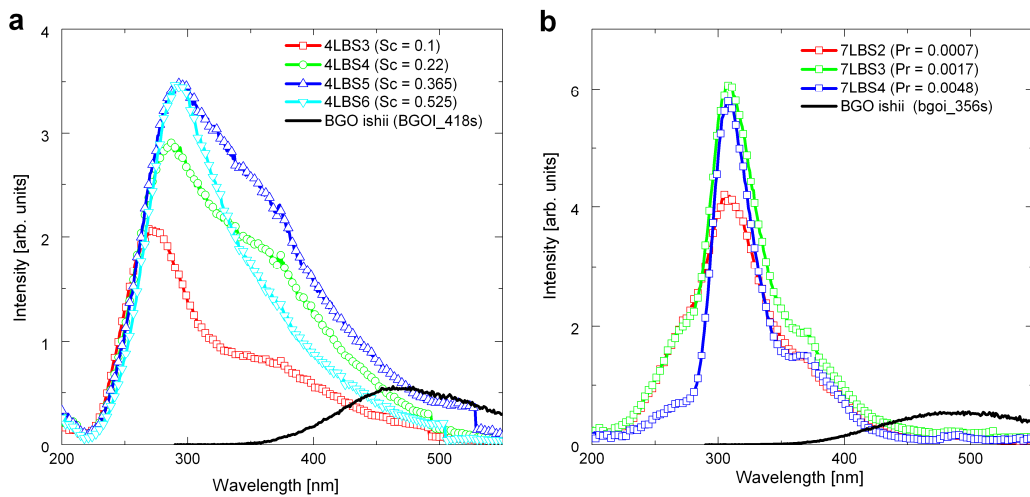 a
4
3
2
1
0
200
300
400
500
Intensity [arb. units]
Wavelength [nm]
4LBS3 (Sc = 0.1)
4LBS4 (Sc = 0.22)
4LBS5 (Sc = 0.365)
4LBS6 (Sc = 0.525)
BGO ishii (BGOI_418s)
b
6
4
2
0
200
300
400
500
Intensity [arb. units]
Wavelength [nm]
7LBS2 (Pr = 0.0007)
7LBS3 (Pr = 0.0017)
7LBS4 (Pr = 0.0048)
BGO ishii (bgoi_356s)